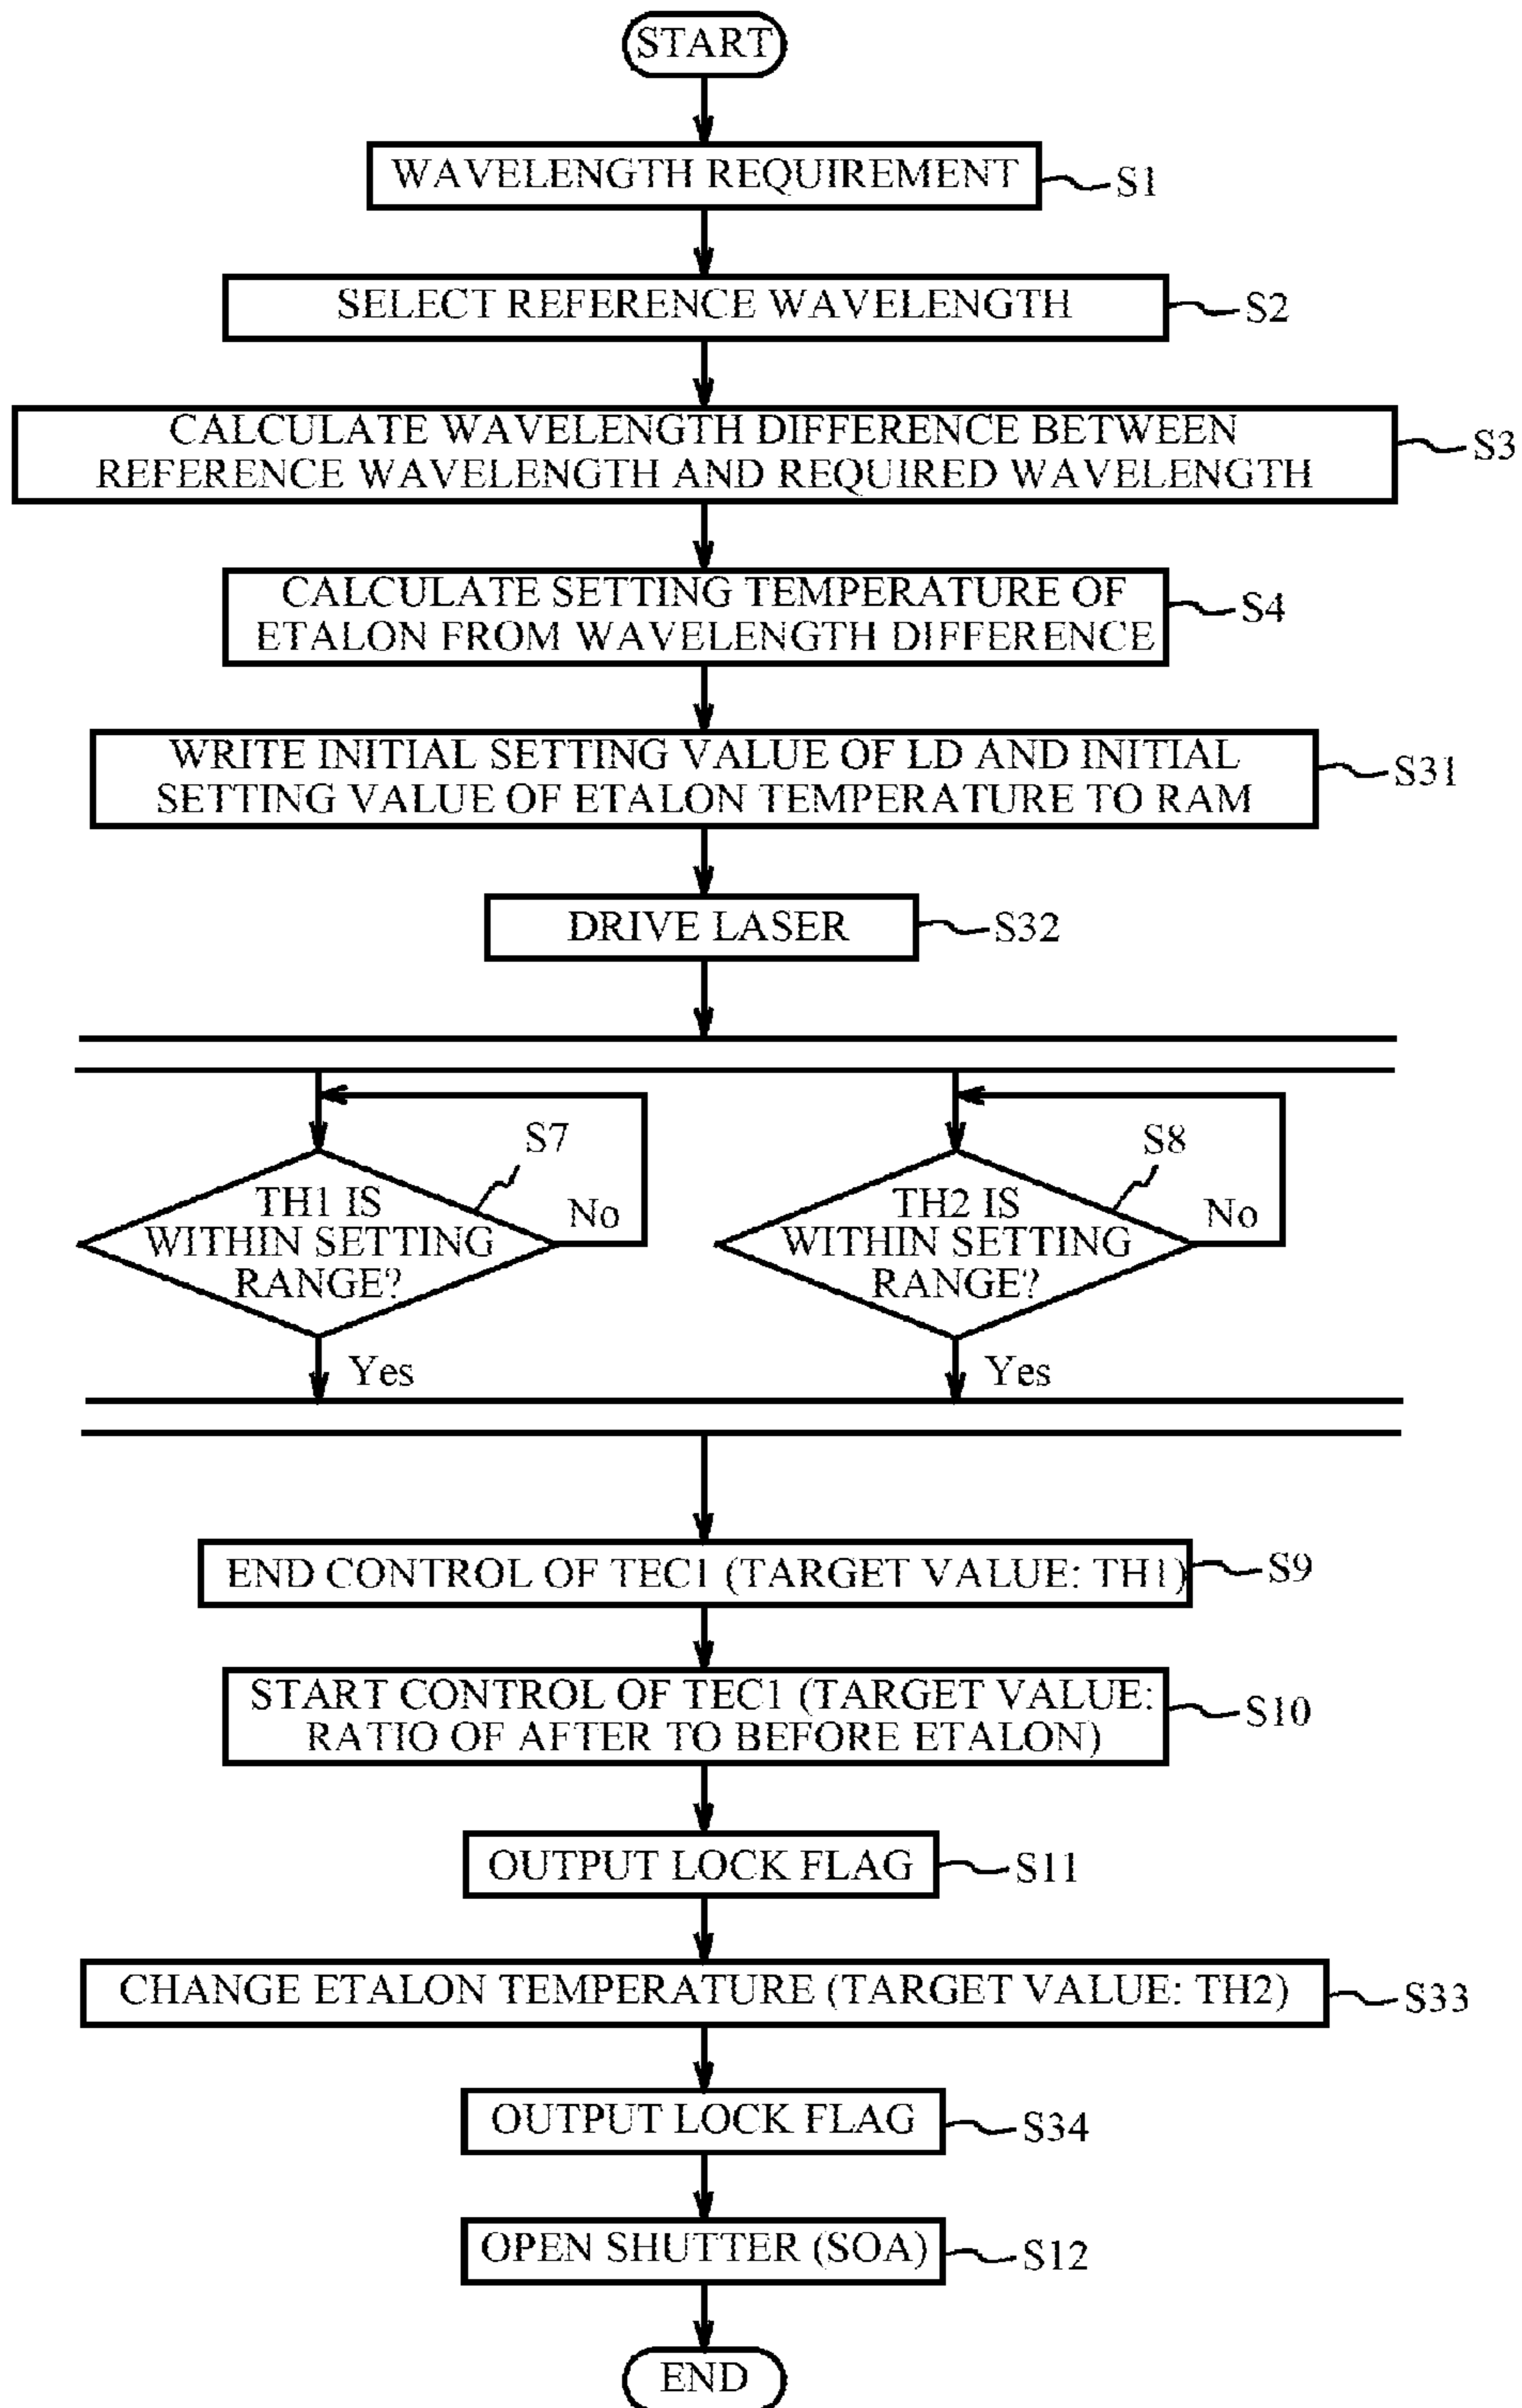 START
WAVELENGTH REQUIREMENT
S1
SELECT REFERENCE WAVELENGTH
S2
CALCULATE WAVELENGTH DIFFERENCE BETWEEN
REFERENCE WAVELENGTH AND REQUIRED WAVELENGTH
S3
CALCULATE SETTING TEMPERATURE OF
ETALON FROM WAVELENGTH DIFFERENCE
S4
WRITE INITIAL SETTING VALUE OF LD AND INITIAL
SETTING VALUE OF ETALON TEMPERATURE TO RAM
S31
DRIVE LASER
S32
S7
TH1 IS
WITHIN SETTING
RANGE?
No
Yes
S8
TH2 IS
WITHIN SETTING
RANGE?
No
Yes
END CONTROL OF TEC1 (TARGET VALUE: TH1)
S9
START CONTROL OF TEC1 (TARGET VALUE:
RATIO OF AFTER TO BEFORE ETALON)
S10
OUTPUT LOCK FLAG
S11
CHANGE ETALON TEMPERATURE (TARGET VALUE: TH2)
S33
OUTPUT LOCK FLAG
S34
OPEN SHUTTER (SOA)
S12
END